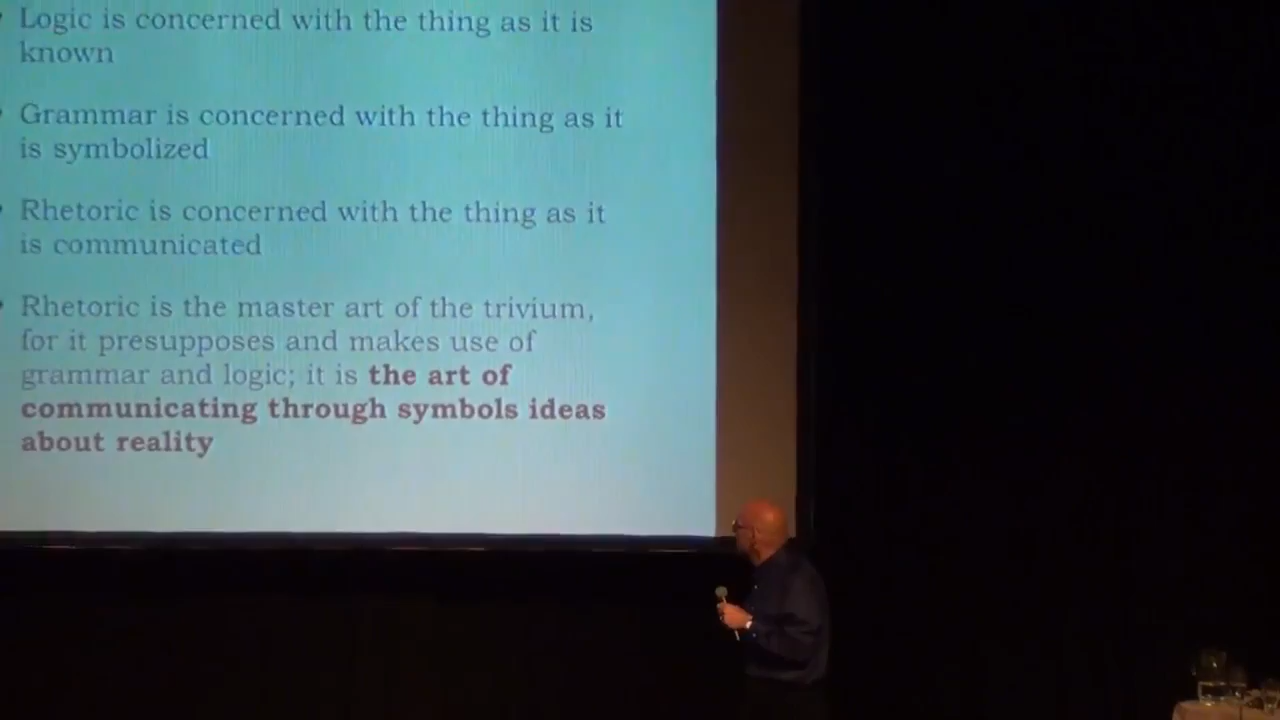 Logic is concerned with the thing as it is
known
Grammar is concerned with the thing as it
is symbolized
Rhetoric is concerned with the thing as it
is communicated
Rhetoric is the master art of the trivium,
for it presupposes and makes use of
grammar and logic; it is the art of
communicating through symbols ideas
about reality